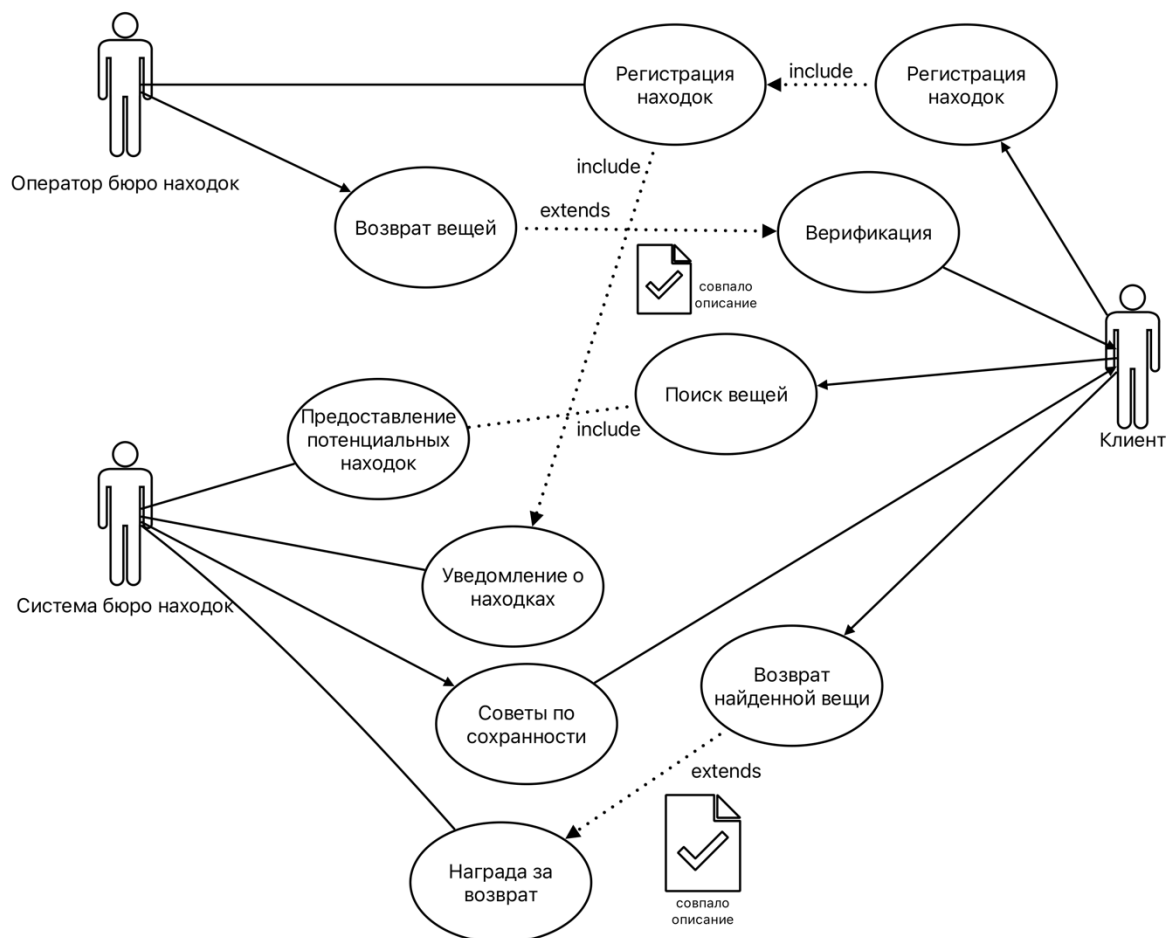 Регистрация
находок
include
Регистрация
находок
Оператор бюро находок
include
Возврат вещей
extends
Верификация
совпало
описание
Поиск вещей
include
Предоставление
потенциальных
находок
Клиент
Система бюро находок
Уведомление о
находках
Советы по
сохранности
Возврат
найденной вещи
extends
Награда за
возврат
совпало
описание